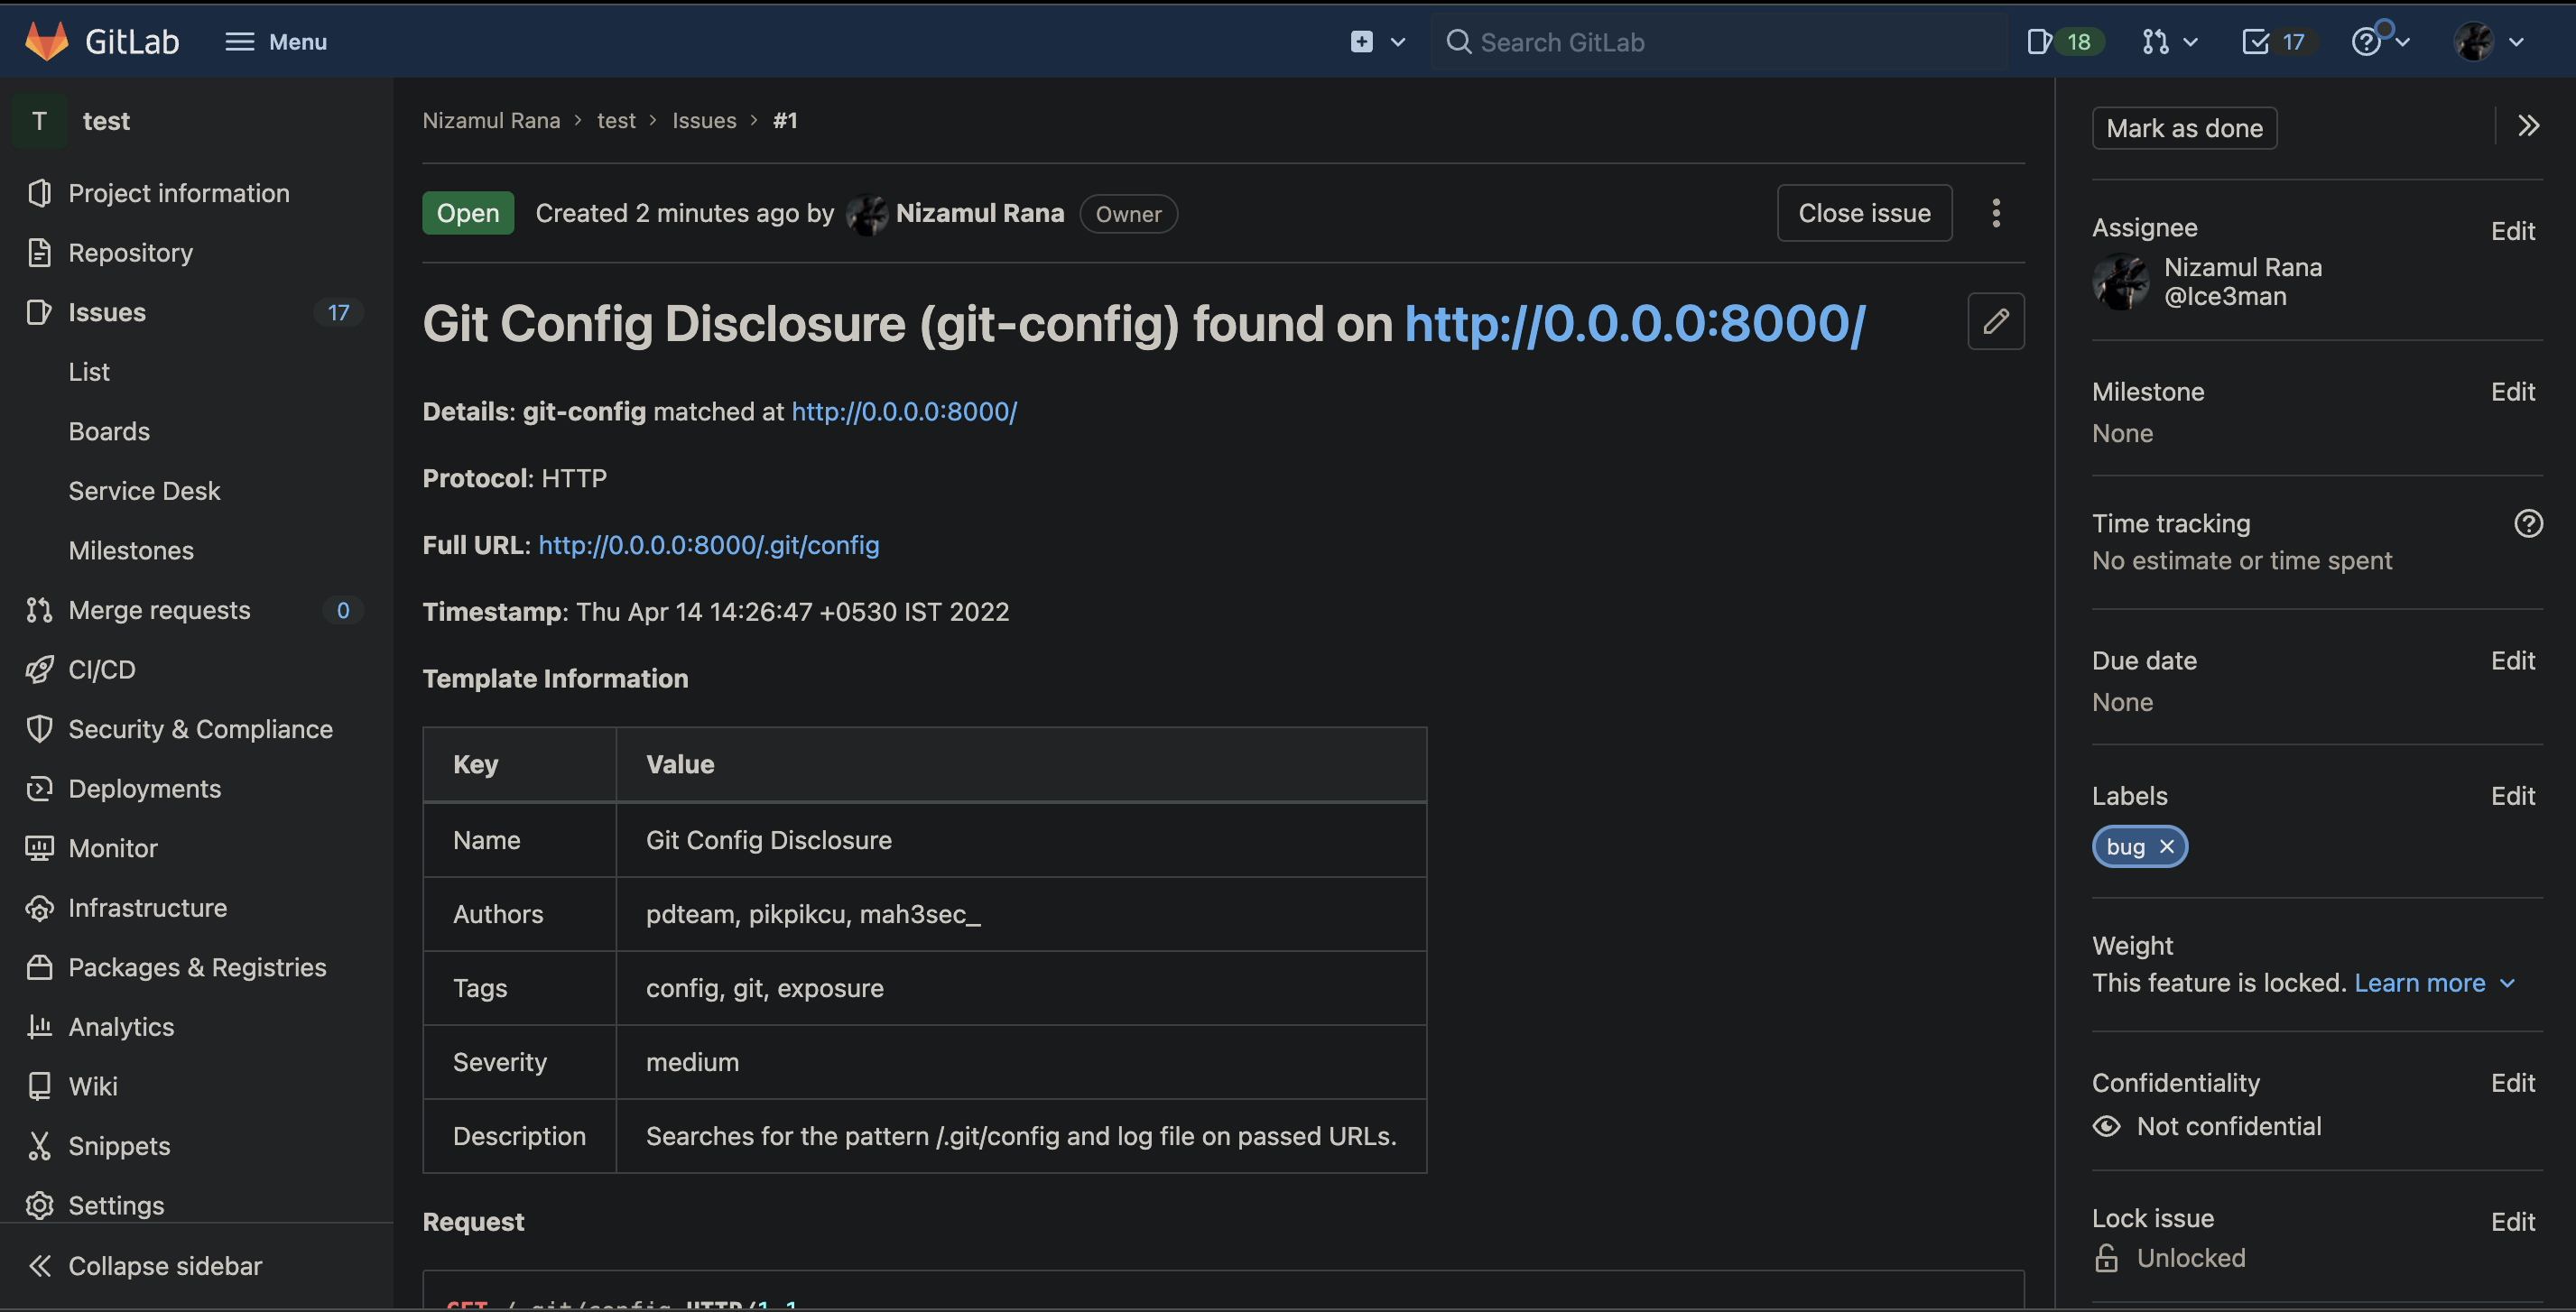 GitLab
Menu
Search GitLab
18
17
T
test
Project information
Repository
Issues 17
List
Boards
Service Desk
Milestones
Merge requests 0
CI/CD
Security & Compliance
Deployments
Monitor
Infrastructure
Packages & Registries
Analytics
Wiki
Snippets
Settings
Collapse sidebar
Nizamul Rana > test > Issues > #1
Open Created 2 minutes ago by Nizamul Rana Owner
Close issue
Git Config Disclosure (git-config) found on http://0.0.0.0:8000/
Details: git-config matched at http://0.0.0.0:8000/
Protocol: HTTP
Full URL: http://0.0.0.0:8000/.git/config
Timestamp: Thu Apr 14 14:26:47 +0530 IST 2022
Template Information
Key Value
Name Git Config Disclosure
Authors pdteam, pikpikcu, mah3sec_
Tags config, git, exposure
Severity medium
Description Searches for the pattern /.git/config and log file on passed URLs.
Request
GET /.git/config HTTP/1.1
Mark as done
Assignee Edit
Nizamul Rana
@Ice3man
Milestone Edit
None
Time tracking
No estimate or time spent
Due date Edit
None
Labels Edit
bug
Weight
This feature is locked. Learn more
Confidentiality Edit
Not confidential
Lock issue Edit
Unlocked